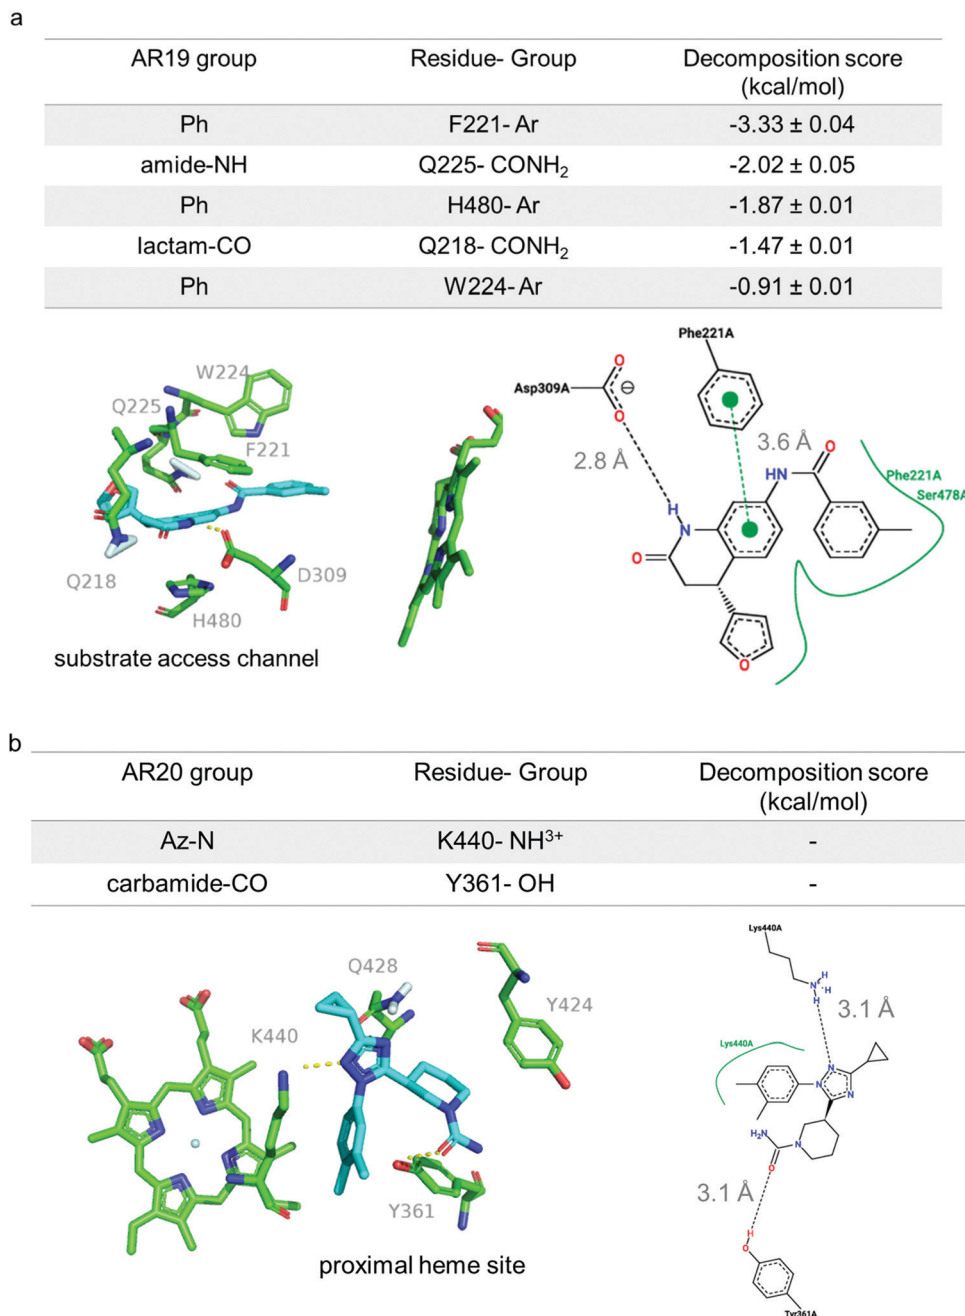 a
AR19 group Residue- Group Decomposition score
(kcal/mol)
Ph F221- Ar -3.33 ± 0.04
amide-NH Q225- CONH₂ -2.02 ± 0.05
Ph H480- Ar -1.87 ± 0.01
lactam-CO Q218- CONH₂ -1.47 ± 0.01
Ph W224- Ar -0.91 ± 0.01
W224
Q225
F221
Q218
D309
H480
substrate access channel
Phe221A
Asp309A
O
⊖
O
2.8 Å
3.6 Å
O
HN
Phe221A
Ser478A
H
N
O
O
b
AR20 group Residue- Group Decomposition score
(kcal/mol)
Az-N K440- NH³⁺ -
carbamide-CO Y361- OH -
Q428
K440
Y424
Y361
proximal heme site
Lys440A
H
N⁺
H
H
3.1 Å
Lys440A
N
N
N
H₂N
N
O
3.1 Å
H
O
Tyr361A